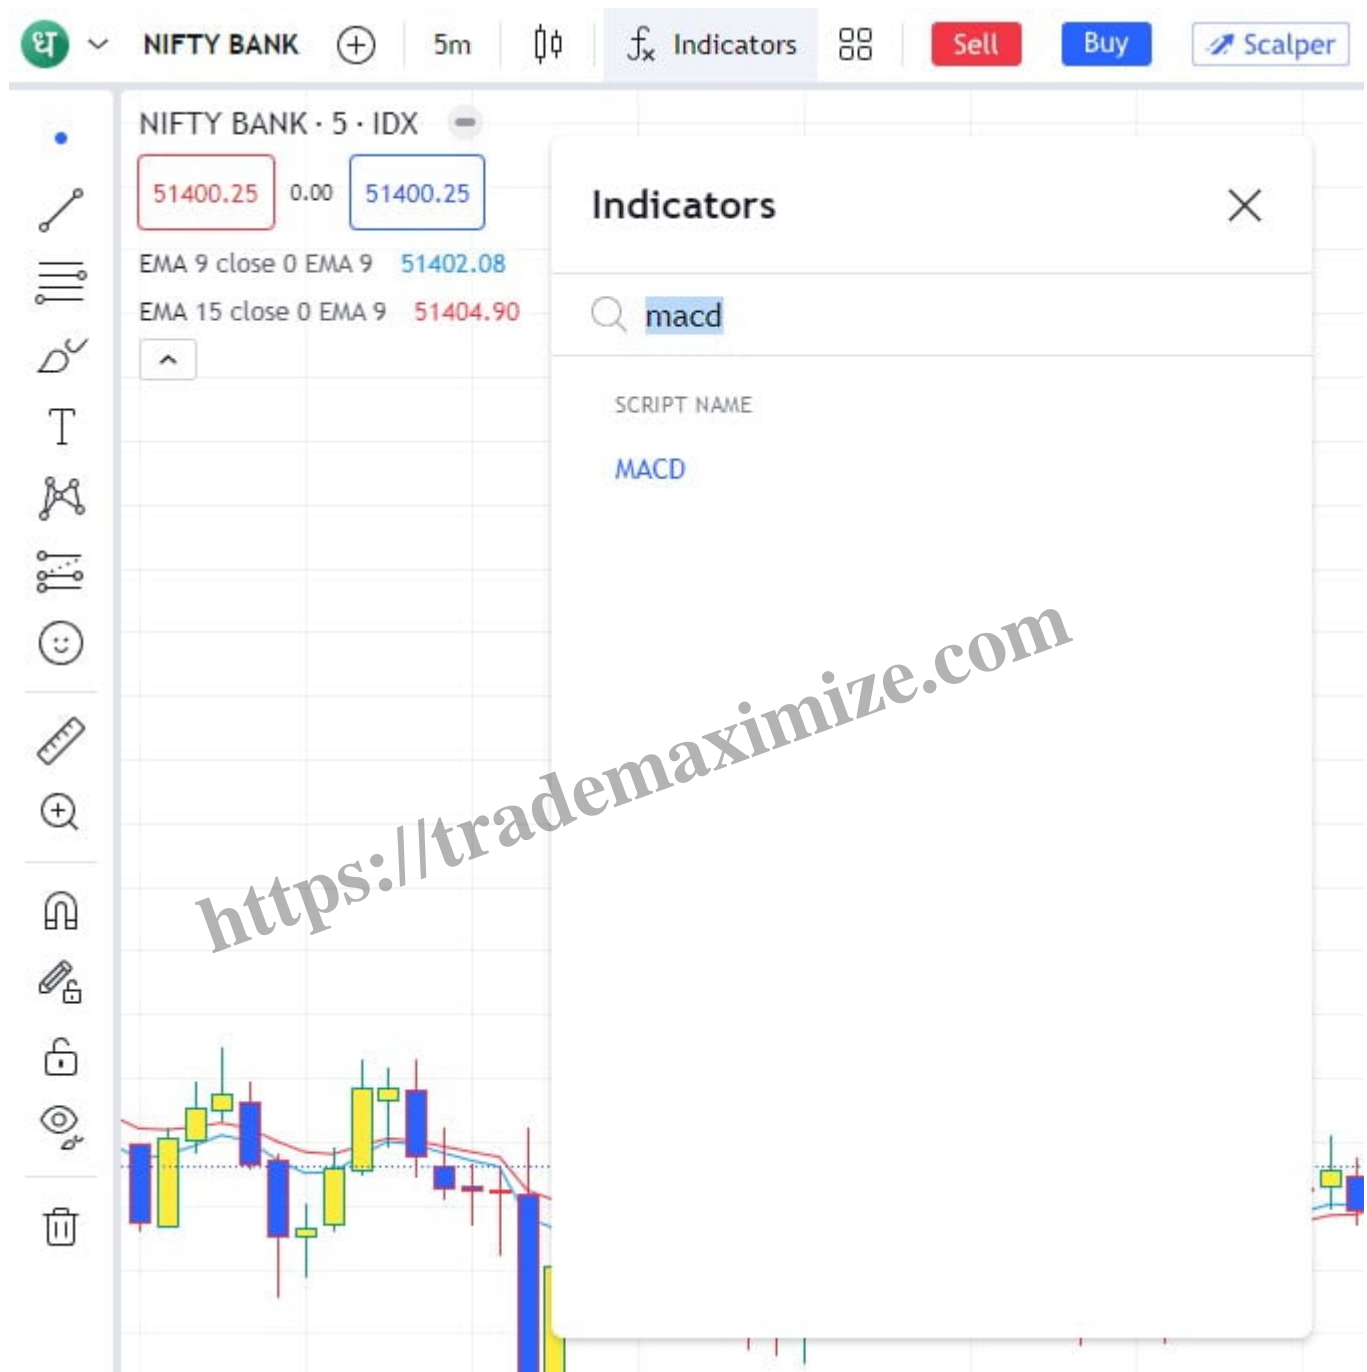 ध NIFTY BANK 5m Indicators Sell Buy Scalper
NIFTY BANK · 5 · IDX
51400.25 0.00 51400.25
EMA 9 close 0 EMA 9 51402.08
EMA 15 close 0 EMA 9 51404.90
Indicators
macd
SCRIPT NAME
MACD
https://trademaximize.com